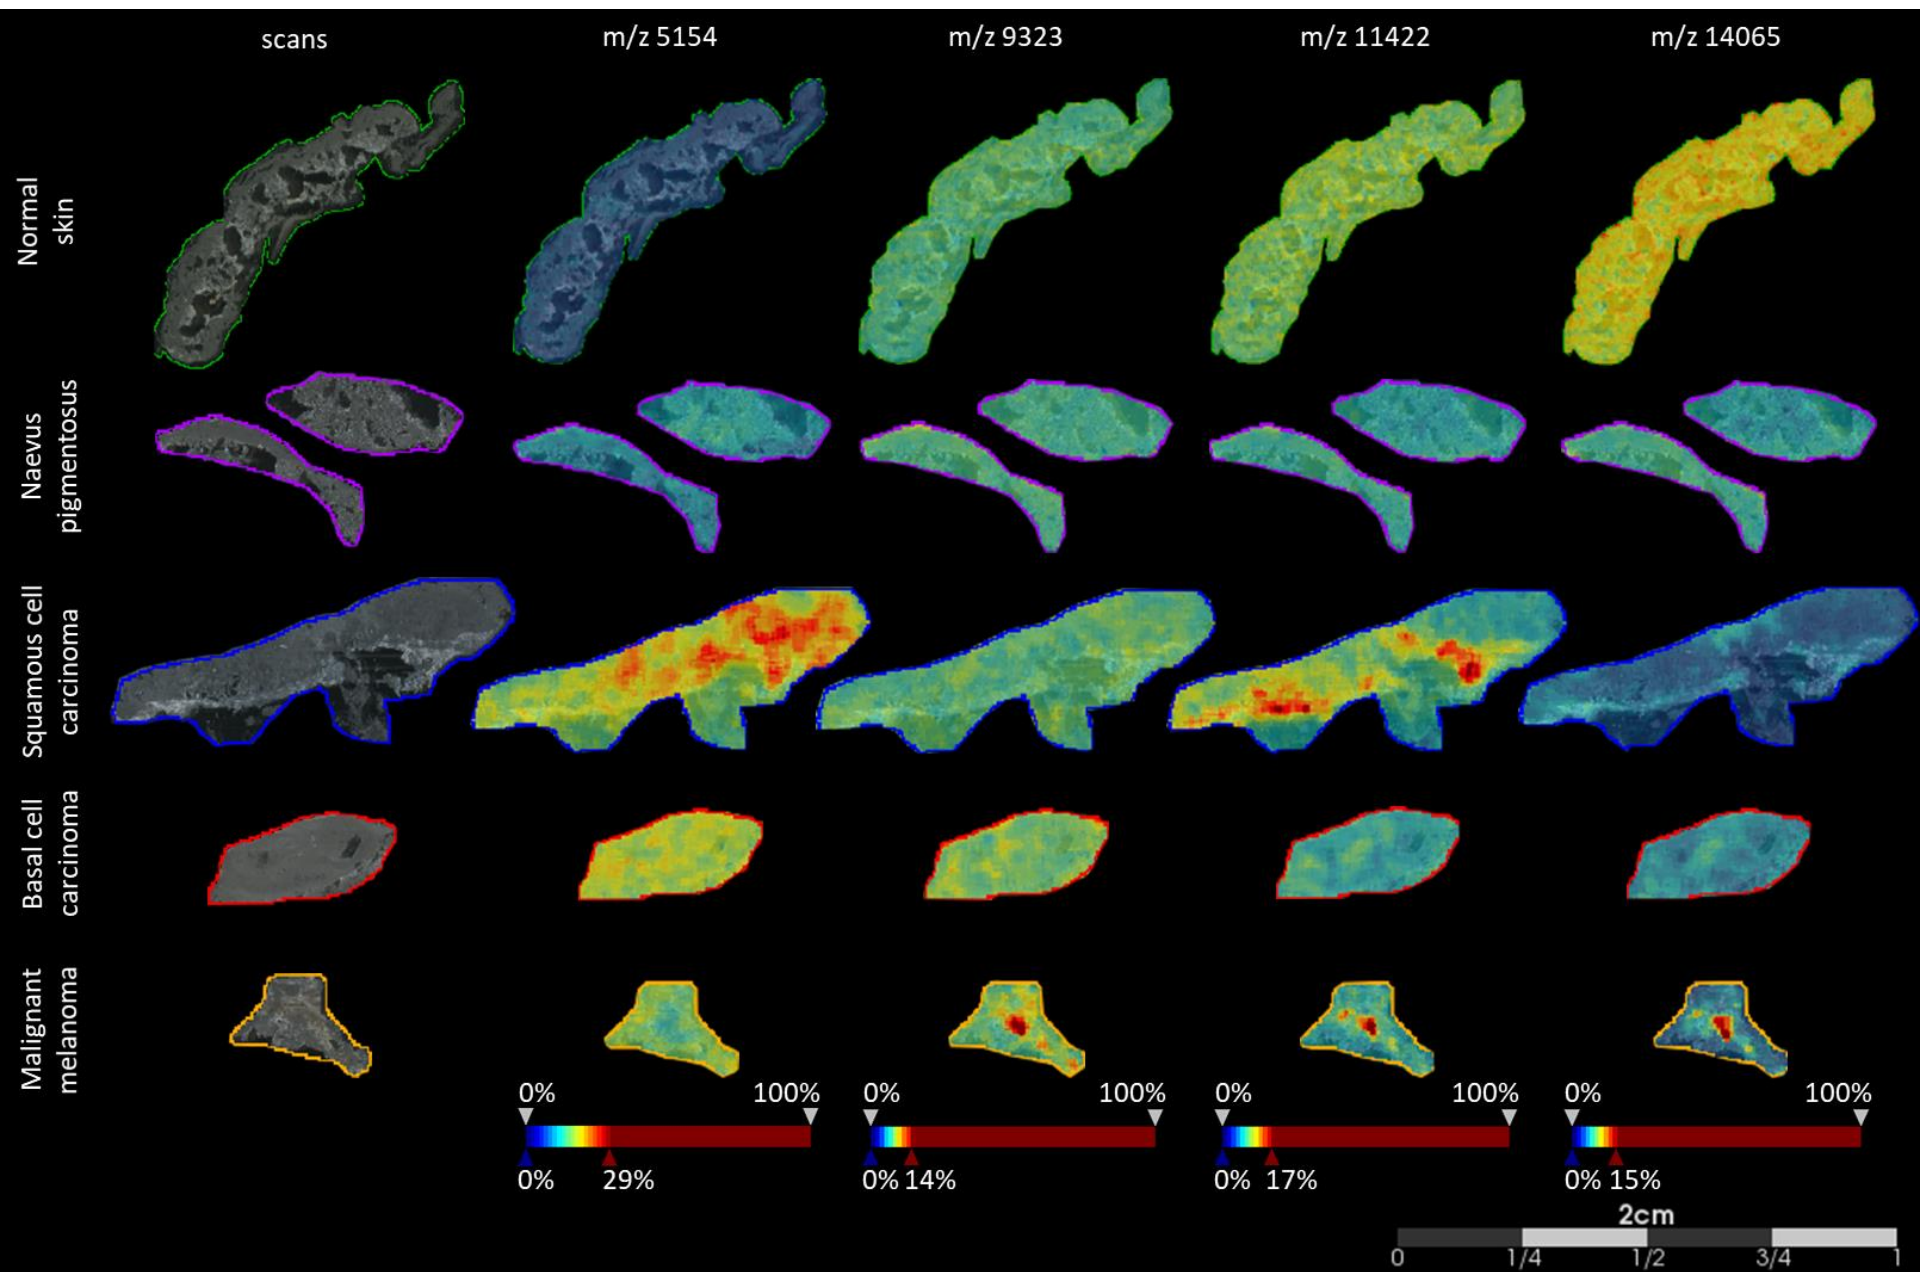 scans m/z 5154 m/z 9323 m/z 11422 m/z 14065
Normal
skin
Naevus
pigmentosus
Squamous cell
carcinoma
Basal cell
carcinoma
Malignant
melanoma
0% 100% 0% 100% 0% 100% 0% 100%
0% 29% 0% 14% 0% 17% 0% 15%
2cm
0 1/4 1/2 3/4 1